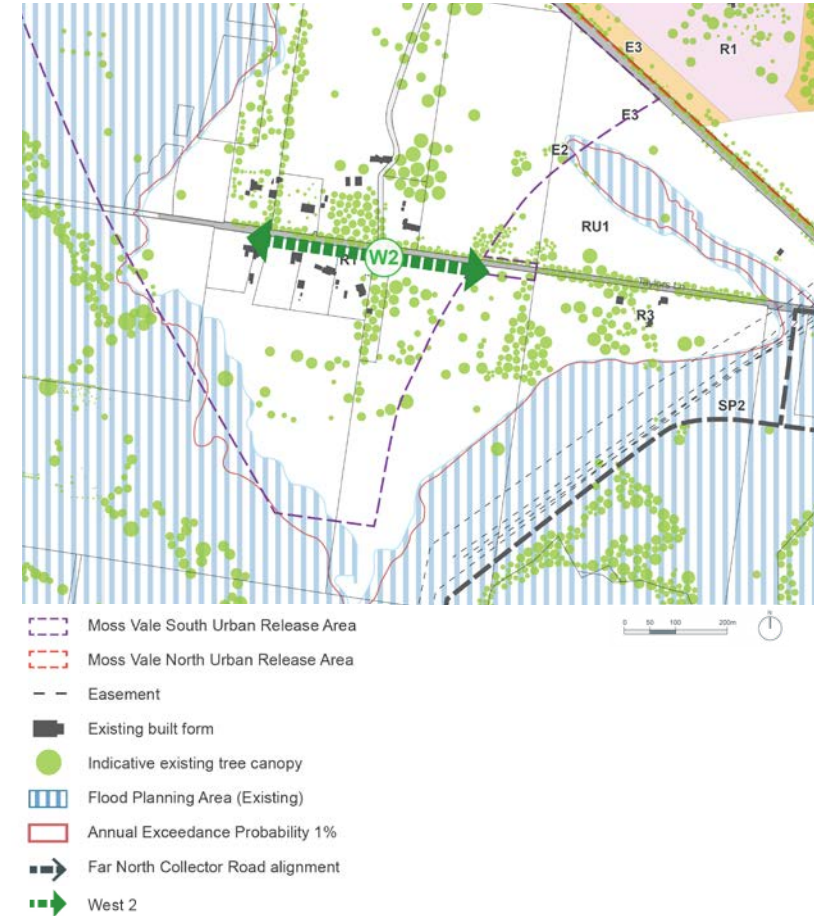 E3
R1
E3
E2
RU1
W2
R3
SP2
Moss Vale South Urban Release Area
0 50 100 200m
N
Moss Vale North Urban Release Area
Easement
Existing built form
Indicative existing tree canopy
Flood Planning Area (Existing)
Annual Exceedance Probability 1%
Far North Collector Road alignment
West 2